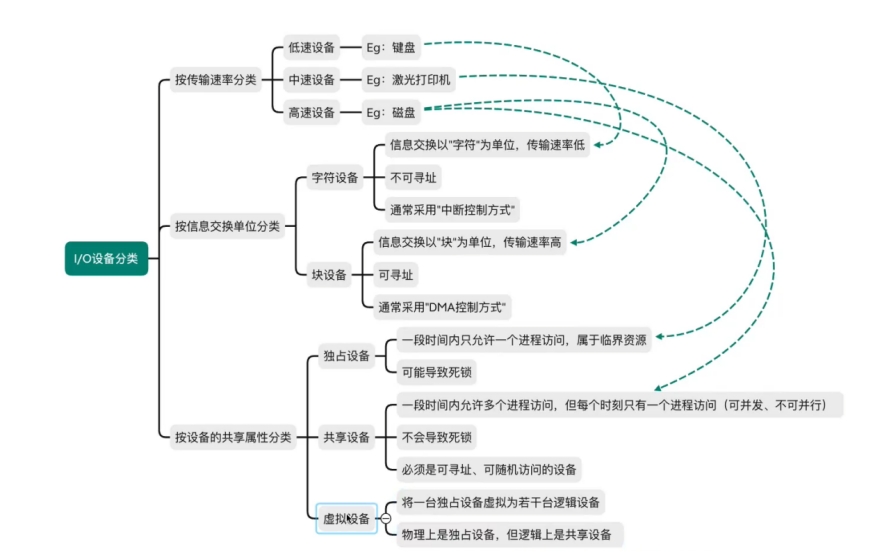 I/O设备分类
按传输速率分类
低速设备
Eg：键盘
中速设备
Eg：激光打印机
高速设备
Eg：磁盘
按信息交换单位分类
字符设备
信息交换以"字符"为单位，传输速率低
不可寻址
通常采用"中断控制方式"
块设备
信息交换以"块"为单位，传输速率高
可寻址
通常采用"DMA控制方式"
按设备的共享属性分类
独占设备
一段时间内只允许一个进程访问，属于临界资源
可能导致死锁
共享设备
一段时间内允许多个进程访问，但每个时刻只有一个进程访问（可并发、不可并行）
不会导致死锁
必须是可寻址、可随机访问的设备
虚拟设备
将一台独占设备虚拟为若干台逻辑设备
物理上是独占设备，但逻辑上是共享设备